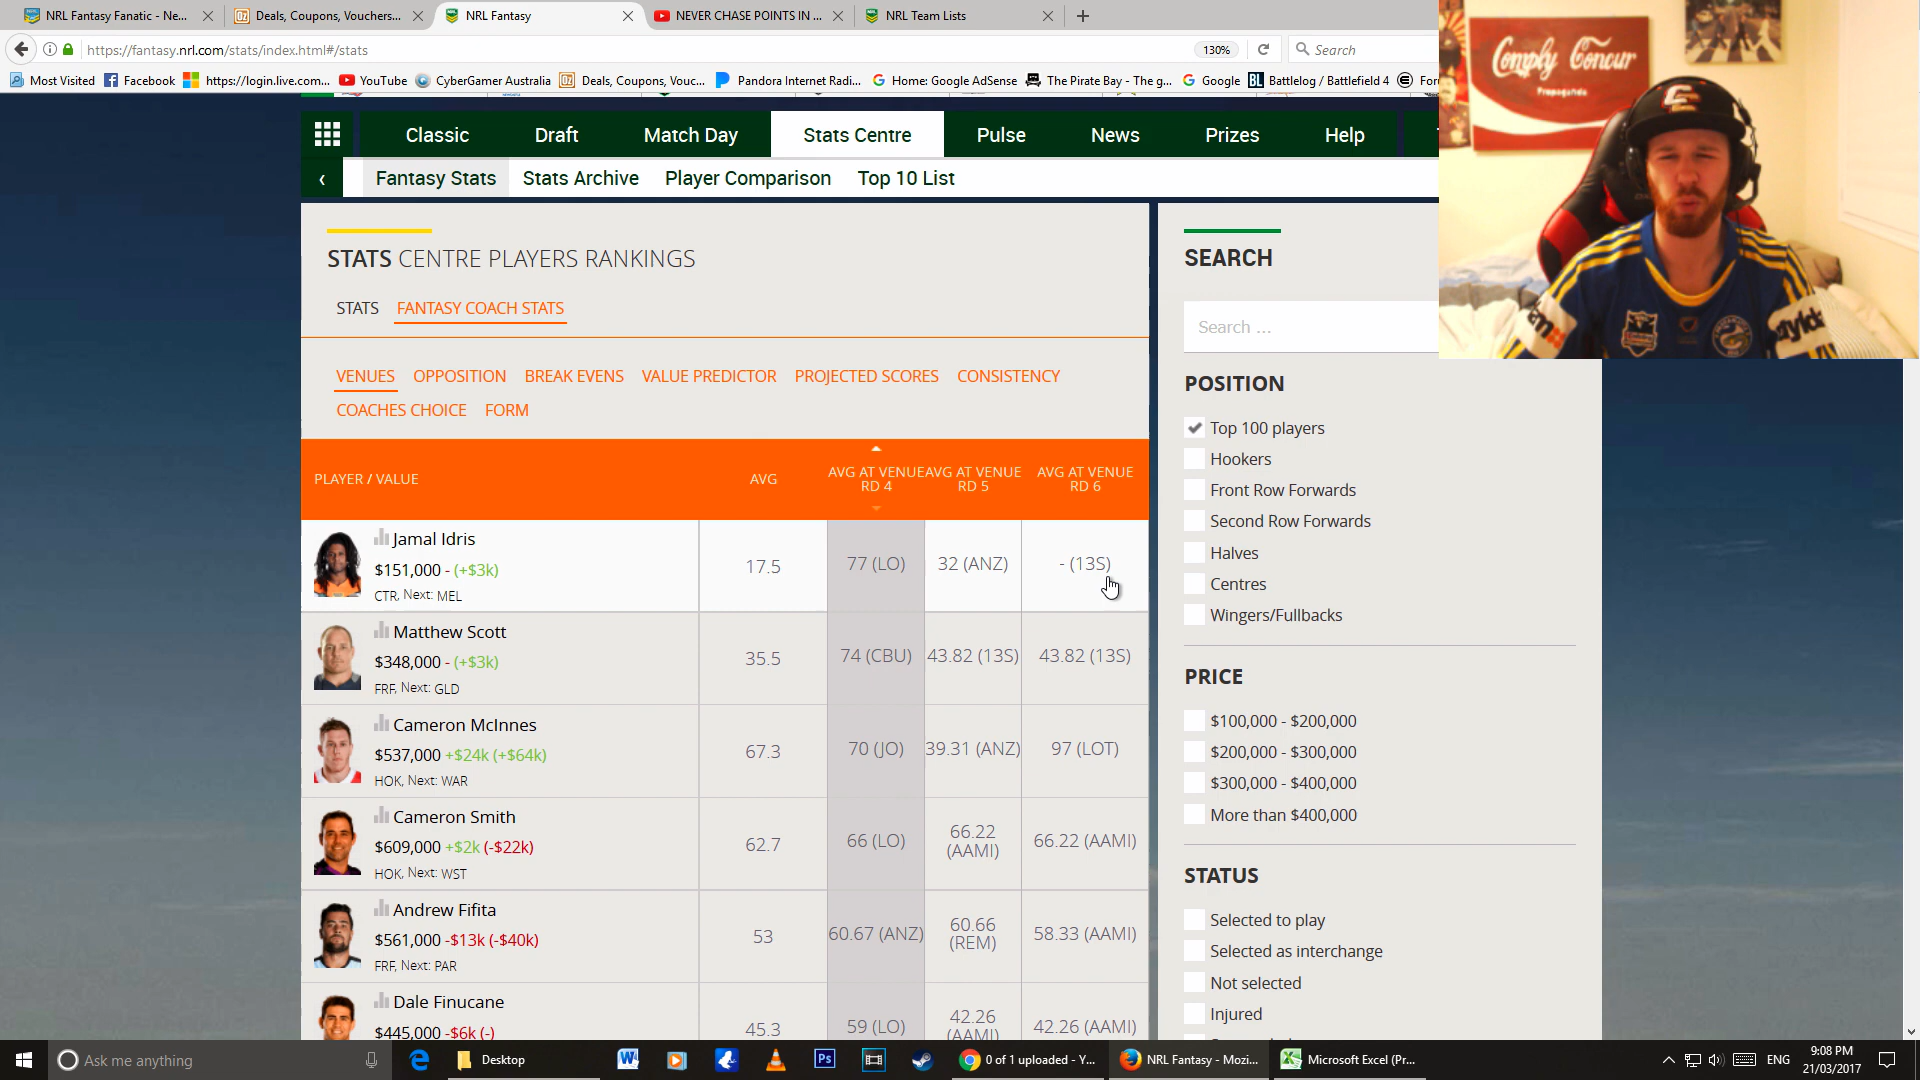 NRL Fantasy Fanatic - Ne...
Deals, Coupons, Vouchers...
NRL Fantasy
NEVER CHASE POINTS IN ...
NRL Team Lists
https://fantasy.nrl.com/stats/index.html#/stats
130%
Search
Most Visited
Facebook
https://login.live.com...
YouTube
CyberGamer Australia
Deals, Coupons, Vouc...
Pandora Internet Radi...
Home: Google AdSense
The Pirate Bay - The g...
Google
Battlelog / Battlefield 4
For
Comply Concur
Propaganda
Classic
Draft
Match Day
Stats Centre
Pulse
News
Prizes
Help
Fantasy Stats
Stats Archive
Player Comparison
Top 10 List
STATS CENTRE PLAYERS RANKINGS
STATS
FANTASY COACH STATS
VENUES
OPPOSITION
BREAK EVENS
VALUE PREDICTOR
PROJECTED SCORES
CONSISTENCY
COACHES CHOICE
FORM
PLAYER / VALUE
AVG
AVG AT VENUE
RD 4
AVG AT VENUE
RD 5
AVG AT VENUE
RD 6
Jamal Idris
$151,000 - (+$3k)
CTR, Next: MEL
17.5
77 (LO)
32 (ANZ)
- (13S)
Matthew Scott
$348,000 - (+$3k)
FRF, Next: GLD
35.5
74 (CBU)
43.82 (13S)
43.82 (13S)
Cameron McInnes
$537,000 +$24k (+$64k)
HOK, Next: WAR
67.3
70 (JO)
39.31 (ANZ)
97 (LOT)
Cameron Smith
$609,000 +$2k (-$22k)
HOK, Next: WST
62.7
66 (LO)
66.22
(AAMI)
66.22 (AAMI)
Andrew Fifita
$561,000 -$13k (-$40k)
FRF, Next: PAR
53
60.67 (ANZ)
60.66
(REM)
58.33 (AAMI)
Dale Finucane
$445,000 -$6k (-)
45.3
59 (LO)
42.26
(AAMI)
42.26 (AAMI)
SEARCH
Search ...
POSITION
Top 100 players
Hookers
Front Row Forwards
Second Row Forwards
Halves
Centres
Wingers/Fullbacks
PRICE
$100,000 - $200,000
$200,000 - $300,000
$300,000 - $400,000
More than $400,000
STATUS
Selected to play
Selected as interchange
Not selected
Injured
Ask me anything
Desktop
0 of 1 uploaded - Y...
NRL Fantasy - Mozi...
Microsoft Excel (Pr...
ENG
9:08 PM
21/03/2017